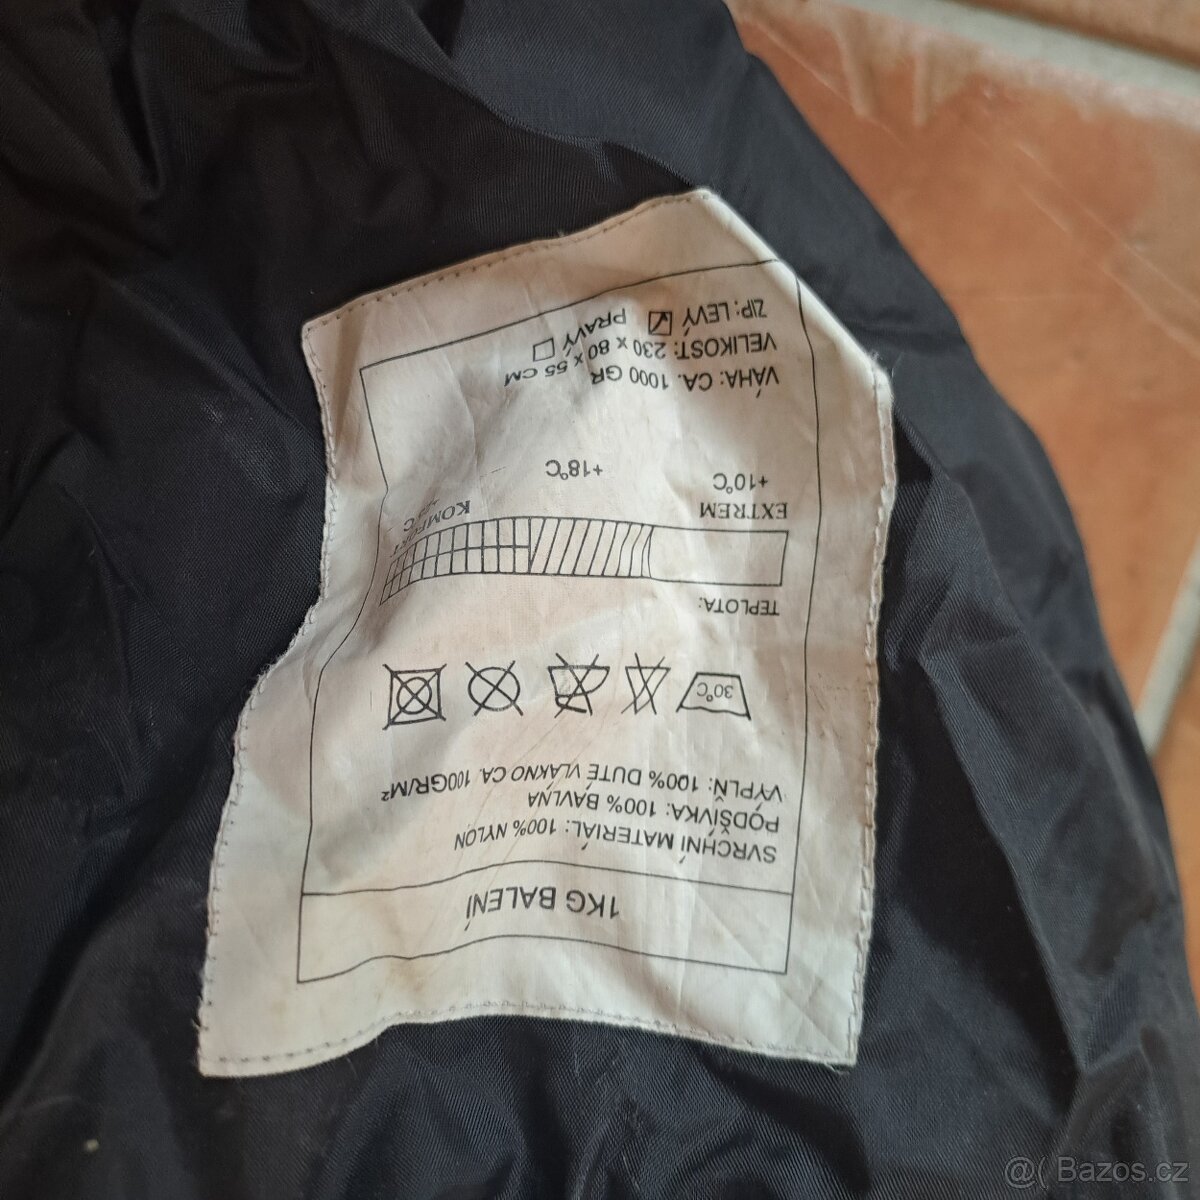 1KG BALENÍ
SVRCHNÍ MATERIÁL: 100% NYLON
PODŠÍVKA: 100% BAVLNA
VÝPLŇ: 100% DUTÉ VLÁKNO CA. 100GR/M²
30°C
TEPLOTA:
EXTREM KOMFORT
+10°C +18°C
VÁHA: CA. 1000 GR
VELIKOST: 230 x 80 x 55 CM
ZIP: LEVÝ PRAVÝ
@( Bazos.cz